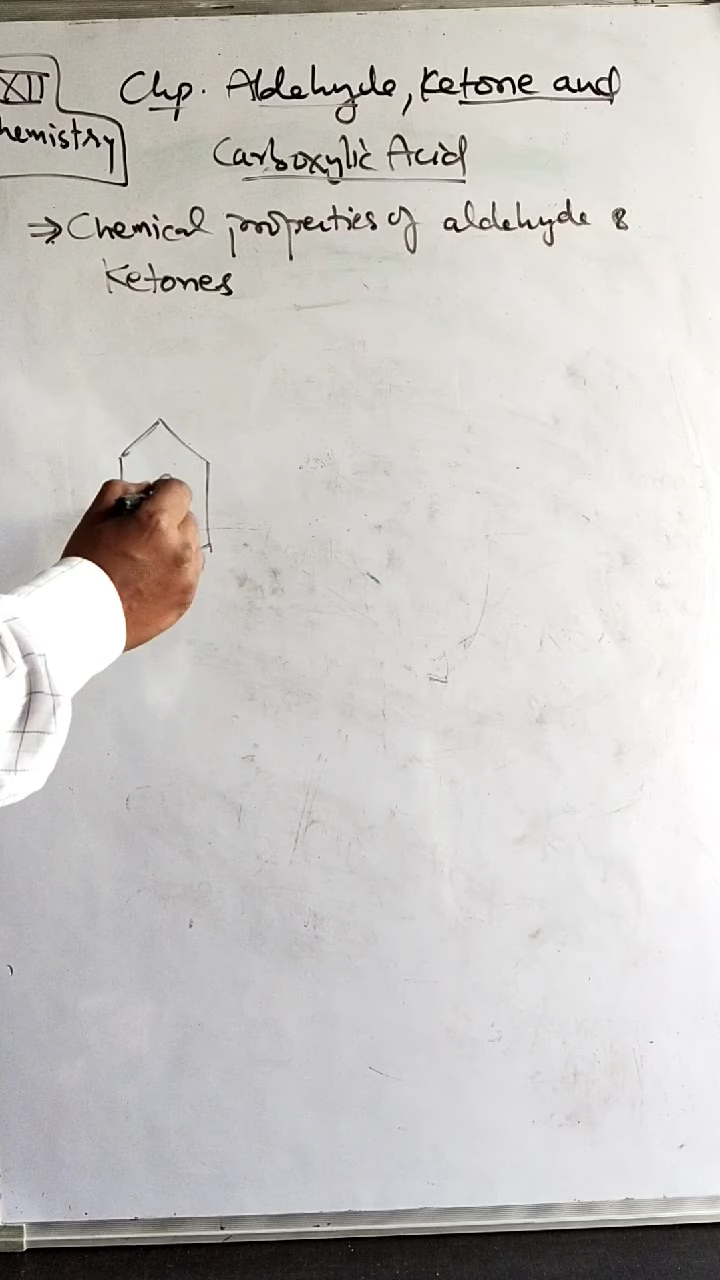 XII
Chp. Aldehyde, Ketone and
hemistry
Carboxylic Acid
⇒ Chemical properties of aldehyde &
Ketones